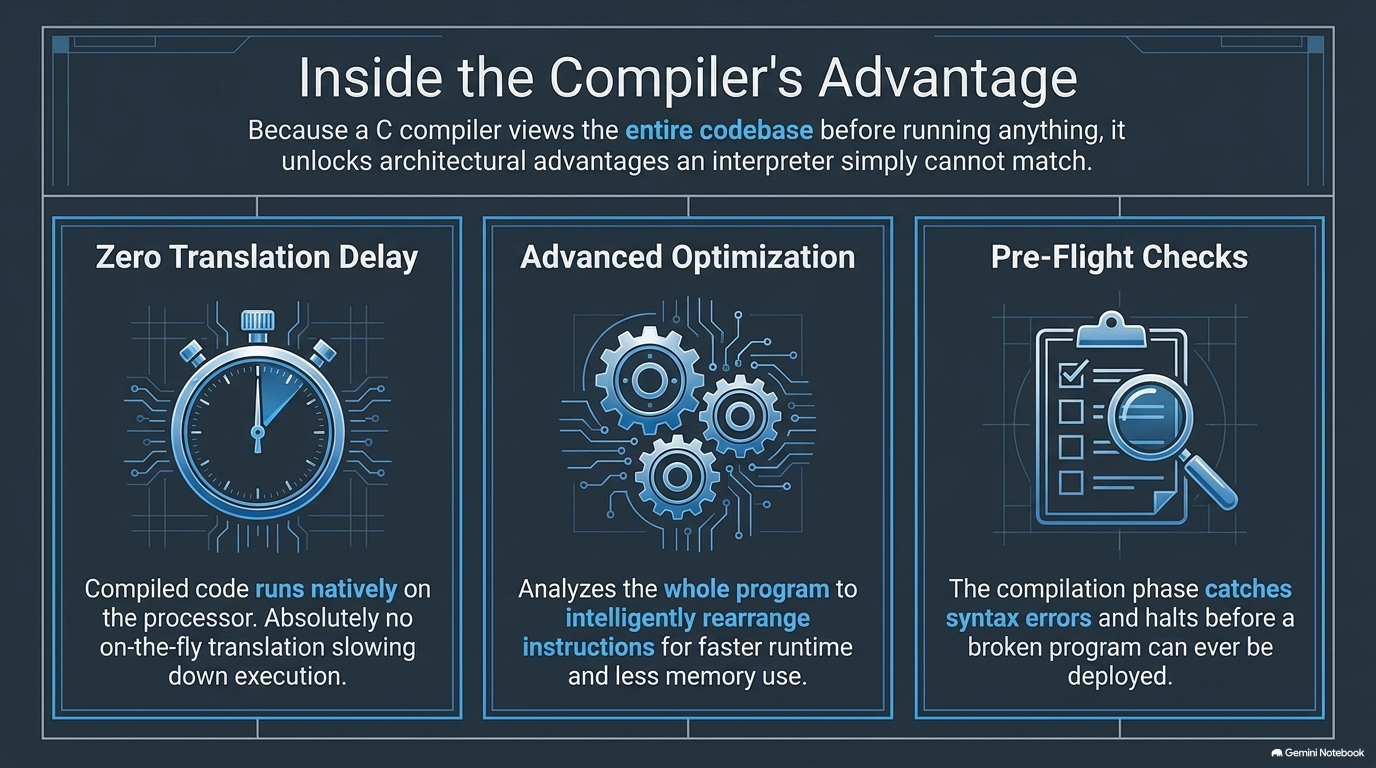 Inside the Compiler's Advantage
Because a C compiler views the entire codebase before running anything, it
unlocks architectural advantages an interpreter simply cannot match.
Zero Translation Delay
Compiled code runs natively on
the processor. Absolutely no
on-the-fly translation slowing
down execution.
Advanced Optimization
Analyzes the whole program to
intelligently rearrange
instructions for faster runtime
and less memory use.
Pre-Flight Checks
The compilation phase catches
syntax errors and halts before a
broken program can ever be
deployed.
Gemini Notebook